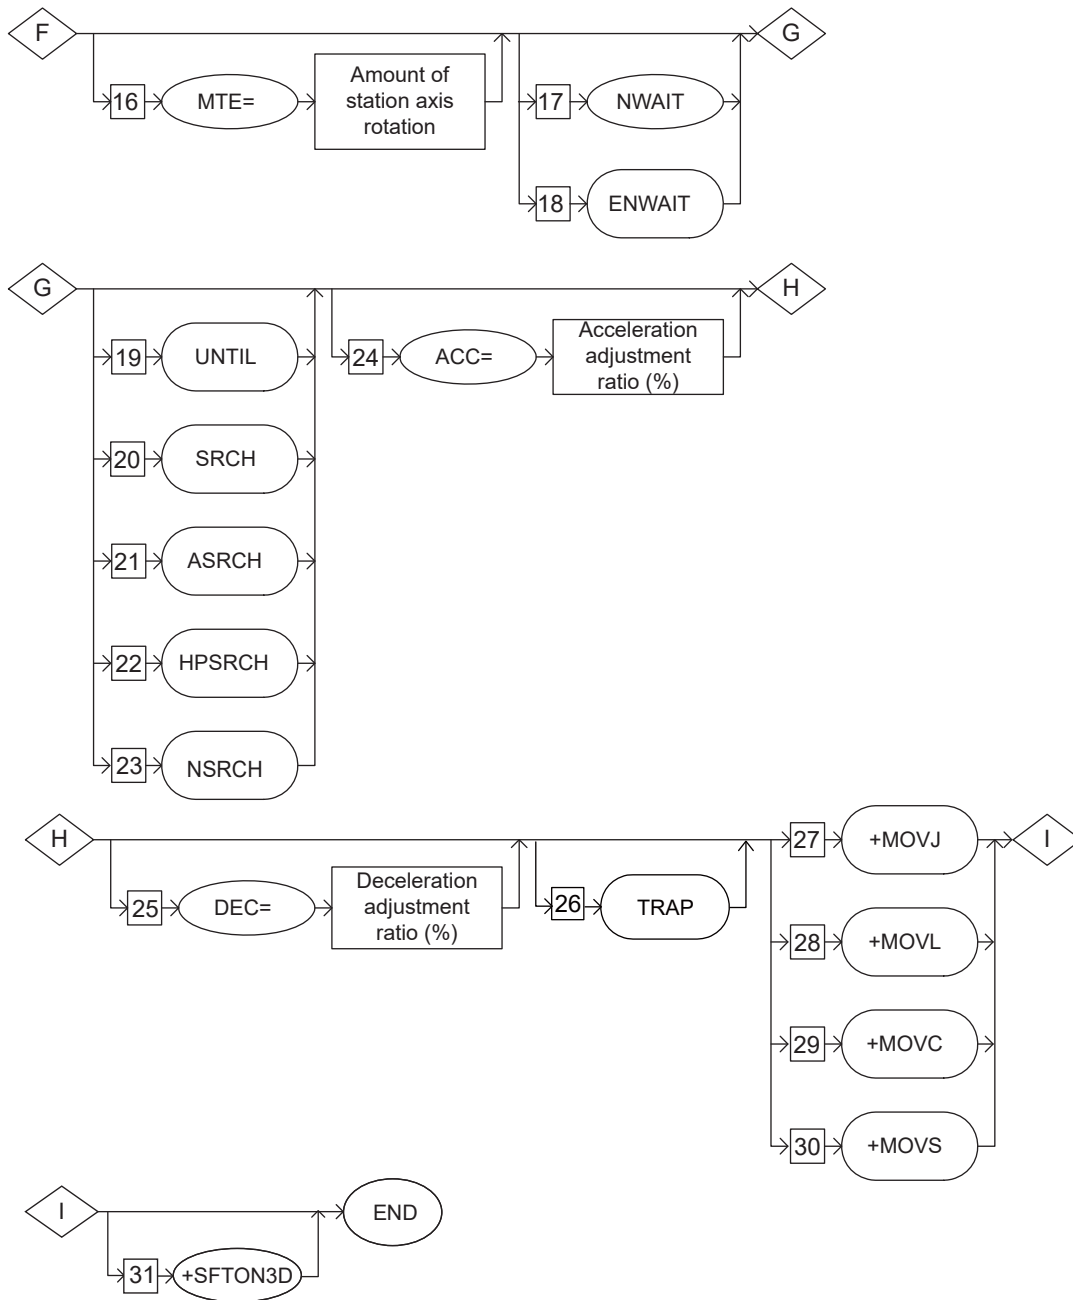 F
G
16
MTE=
Amount of
station axis
rotation
17
NWAIT
18
ENWAIT
G
H
19
UNTIL
24
ACC=
Acceleration
adjustment
ratio (%)
20
SRCH
21
ASRCH
22
HPSRCH
23
NSRCH
H
27
+MOVJ
I
25
DEC=
Deceleration
adjustment
ratio (%)
26
TRAP
28
+MOVL
29
+MOVC
30
+MOVS
I
END
31
+SFTON3D